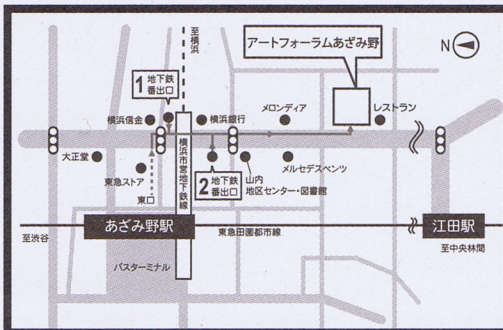 至横浜
アートフォーラムあざみ野
N
1 地下鉄
番出口
横浜信金
横浜銀行
メロンディア
レストラン
大正堂
東急ストア
横浜市営地下鉄線
2 地下鉄
番出口
山内
地区センター・図書館
メルセデスベンツ
東口
あざみ野駅
江田駅
至渋谷
東急田園都市線
至中央林間
バスターミナル